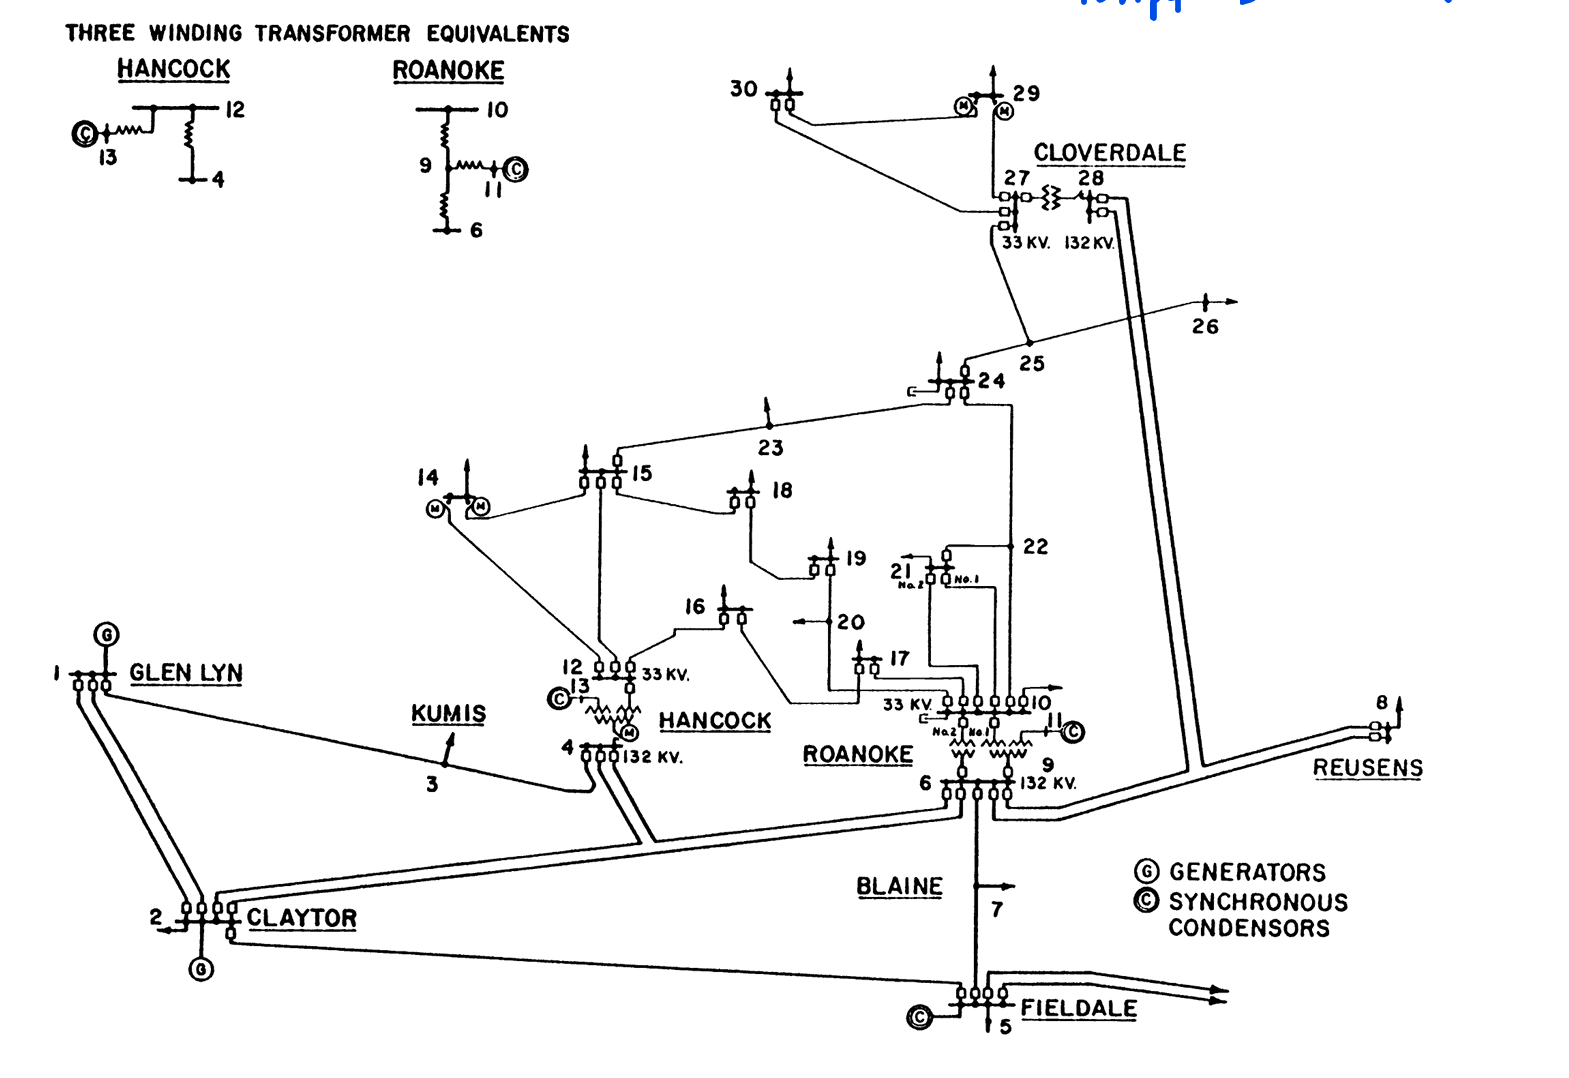 THREE WINDING TRANSFORMER EQUIVALENTS
HANCOCK
ROANOKE
12
C
13
4
10
9
C
11
6
30
29
M
M
CLOVERDALE
27
28
33 KV.
132 KV.
26
25
24
23
14
M
M
15
18
19
22
21
No.2
No.1
16
20
17
G
1
GLEN LYN
12
33 KV.
C
13
HANCOCK
M
4
132 KV.
KUMIS
3
33 KV.
10
No.2
No.1
11
C
ROANOKE
9
6
132 KV.
8
REUSENS
BLAINE
7
G GENERATORS
C SYNCHRONOUS
CONDENSORS
2
CLAYTOR
G
C
5
FIELDALE